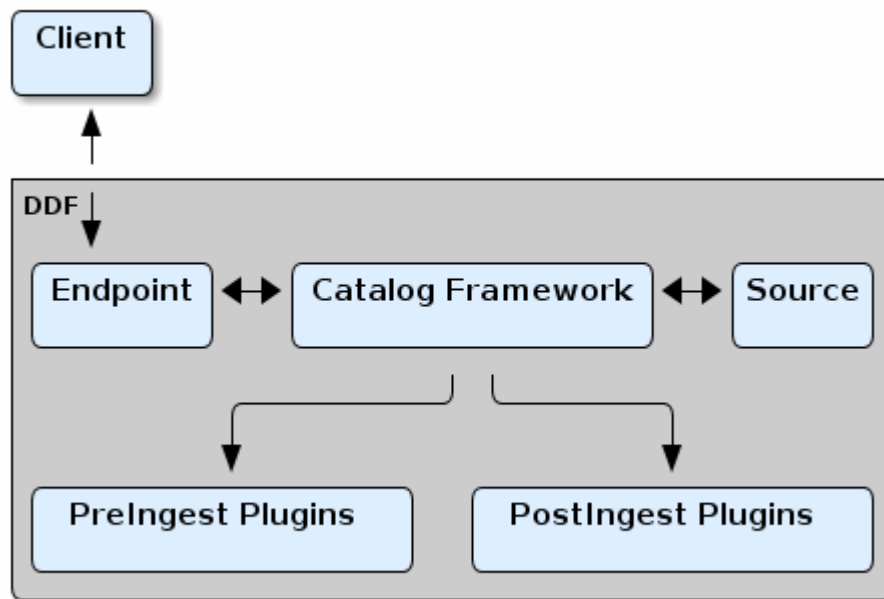 Client
DDF
Endpoint
Catalog Framework
Source
PreIngest Plugins
PostIngest Plugins